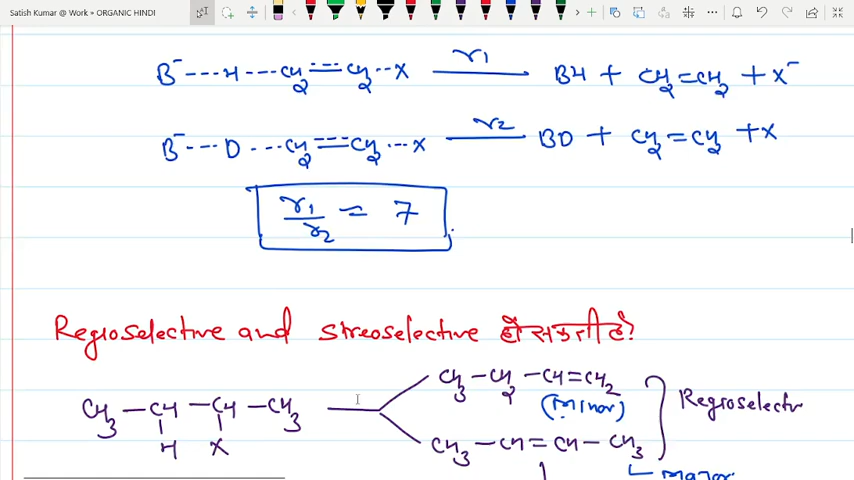 Satish Kumar @ Work » ORGANIC HINDI
B⁻ --- H --- CH₂ === CH₂ --- X r₁ → BH + CH₂=CH₂ + X⁻
B⁻ --- D --- CH₂ === CH₂ --- X r₂ → BD + CH₂=CH₂ + X
r₁/r₂ = 7
Regioselective and streoselective हो सकती है?
CH₃ - CH₂ - CH = CH₂
(Minor)
CH₃ - CH - CH - CH₃
H X
Regioselectiv
CH₃ - CH = CH - CH₃
major